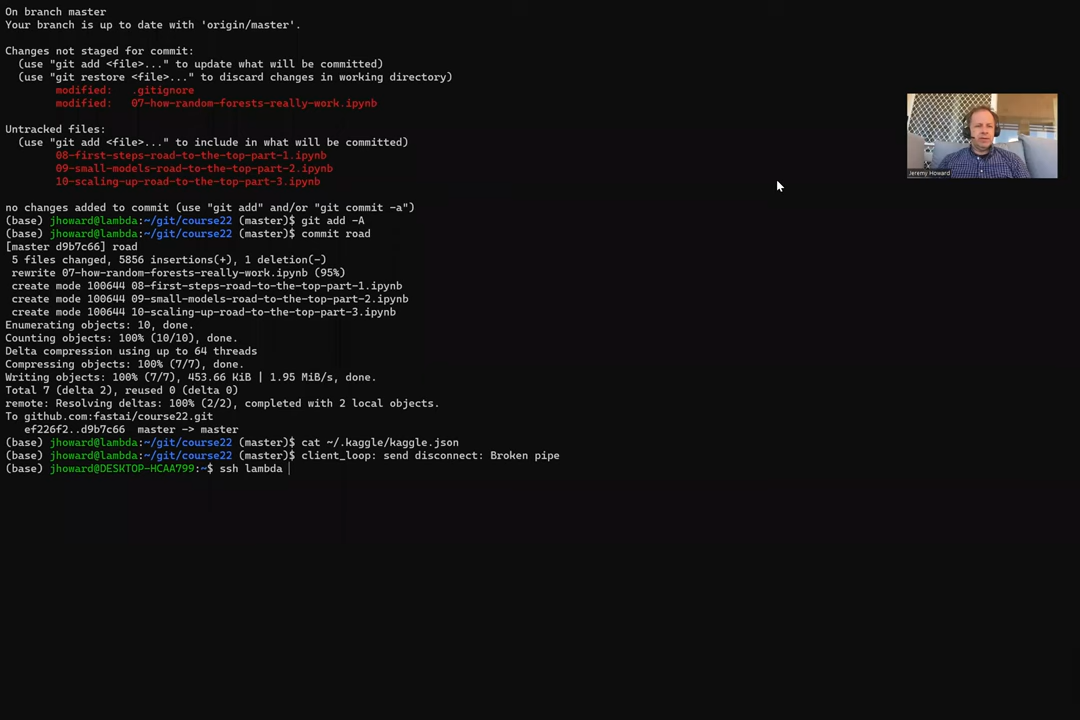 On branch master
Your branch is up to date with 'origin/master'.
Changes not staged for commit:
(use "git add <file>..." to update what will be committed)
(use "git restore <file>..." to discard changes in working directory)
modified: .gitignore
modified: 07-how-random-forests-really-work.ipynb
Untracked files:
(use "git add <file>..." to include in what will be committed)
08-first-steps-road-to-the-top-part-1.ipynb
09-small-models-road-to-the-top-part-2.ipynb
10-scaling-up-road-to-the-top-part-3.ipynb
no changes added to commit (use "git add" and/or "git commit -a")
(base) jhoward@lambda:~/git/course22 (master)$ git add -A
(base) jhoward@lambda:~/git/course22 (master)$ commit road
[master d9b7c66] road
5 files changed, 5856 insertions(+), 1 deletion(-)
rewrite 07-how-random-forests-really-work.ipynb (95%)
create mode 100644 08-first-steps-road-to-the-top-part-1.ipynb
create mode 100644 09-small-models-road-to-the-top-part-2.ipynb
create mode 100644 10-scaling-up-road-to-the-top-part-3.ipynb
Enumerating objects: 10, done.
Counting objects: 100% (10/10), done.
Delta compression using up to 64 threads
Compressing objects: 100% (7/7), done.
Writing objects: 100% (7/7), 453.66 KiB | 1.95 MiB/s, done.
Total 7 (delta 2), reused 0 (delta 0)
remote: Resolving deltas: 100% (2/2), completed with 2 local objects.
To github.com:fastai/course22.git
ef226f2..d9b7c66  master -> master
(base) jhoward@lambda:~/git/course22 (master)$ cat ~/.kaggle/kaggle.json
(base) jhoward@lambda:~/git/course22 (master)$ client_loop: send disconnect: Broken pipe
(base) jhoward@DESKTOP-HCAA799:~$ ssh lambda
Jeremy Howard